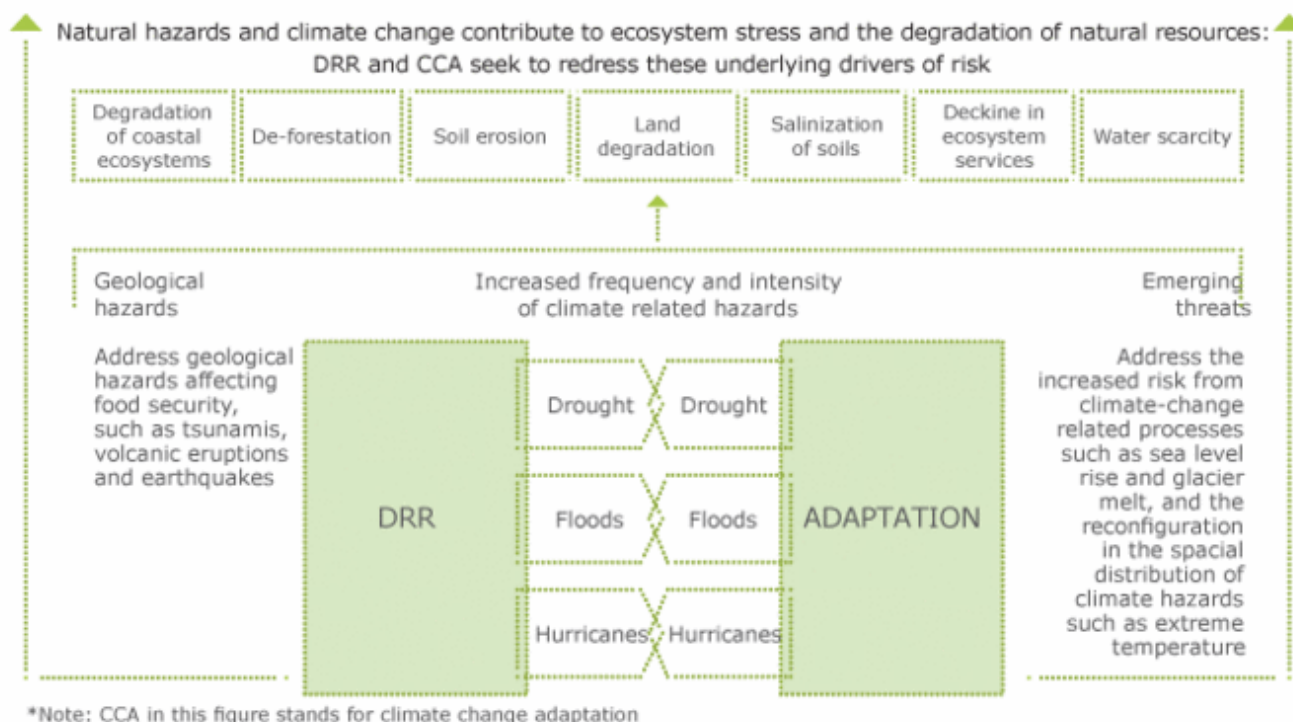 Natural hazards and climate change contribute to ecosystem stress and the degradation of natural resources:
DRR and CCA seek to redress these underlying drivers of risk
Degradation
of coastal
ecosystems
De-forestation
Soil erosion
Land
degradation
Salinization
of soils
Deckine in
ecosystem
services
Water scarcity
Geological
hazards
Increased frequency and intensity
of climate related hazards
Emerging
threats
Address geological
hazards affecting
food security,
such as tsunamis,
volcanic eruptions
and earthquakes
DRR
Drought
Drought
Floods
Floods
Hurricanes
Hurricanes
ADAPTATION
Address the
increased risk from
climate-change
related processes
such as sea level
rise and glacier
melt, and the
reconfiguration
in the spacial
distribution of
climate hazards
such as extreme
temperature
*Note: CCA in this figure stands for climate change adaptation